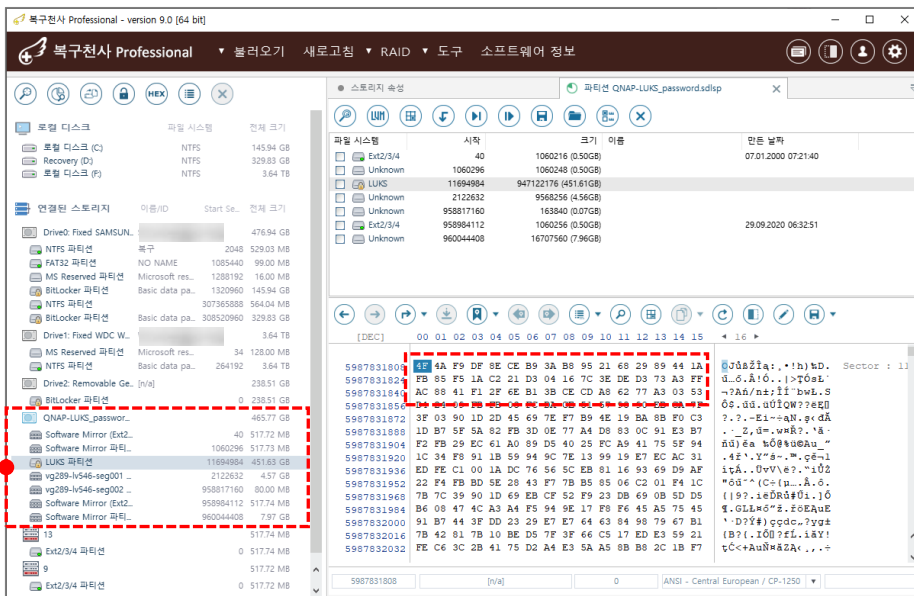 복구천사 Professional - version 9.0 [64 bit]
복구천사 Professional ▼ 불러오기 새로고침 ▼ RAID ▼ 도구 소프트웨어 정보
HEX
스토리지 속성
파티션 QNAP-LUKS_password.sdlsp
로컬 디스크 파일 시스템 전체 크기
로컬 디스크 (C:) NTFS 145.94 GB
Recovery (D:) NTFS 329.83 GB
로컬 디스크 (F:) NTFS 3.64 TB
연결된 스토리지 이름/ID Start Se... 전체 크기
Drive0: Fixed SAMSUN... 476.94 GB
NTFS 파티션 복구 2048 529.03 MB
FAT32 파티션 NO NAME 1085440 99.00 MB
MS Reserved 파티션 Microsoft res... 1288192 16.00 MB
BitLocker 파티션 Basic data pa... 1320960 145.94 GB
NTFS 파티션 307365888 564.04 MB
BitLocker 파티션 Basic data pa... 308520960 329.83 GB
Drive1: Fixed WDC W... 3.64 TB
MS Reserved 파티션 Microsoft res... 34 128.00 MB
NTFS 파티션 Basic data pa... 264192 3.64 TB
Drive2: Removable Ge... [n/a] 238.51 GB
BitLocker 파티션 0 238.51 GB
QNAP-LUKS_passwor... 465.77 GB
Software Mirror (Ext2... 40 517.72 MB
Software Mirror 파티... 1060296 517.73 MB
LUKS 파티션 11694984 451.63 GB
vg289-lv546-seg001 ... 2122632 4.57 GB
vg289-lv546-seg002 ... 958817160 80.00 MB
Software Mirror (Ext2... 958984112 517.74 MB
Software Mirror 파티... 960044408 7.97 GB
13 517.74 MB
Ext2/3/4 파티션 0 517.74 MB
9 517.72 MB
Ext2/3/4 파티션 0 517.72 MB
LVM
파일 시스템 시작 크기 이름 만든 날짜
Ext2/3/4 40 1060216 (0.50GB) 07.01.2000 07:21:40
Unknown 1060296 1060248 (0.50GB)
LUKS 11694984 947122176 (451.61GB)
Unknown 2122632 9568256 (4.56GB)
Unknown 958817160 163840 (0.07GB)
Ext2/3/4 958984112 1060256 (0.50GB) 29.09.2020 06:32:51
Unknown 960044408 16707560 (7.96GB)
[DEC] 00 01 02 03 04 05 06 07 08 09 10 11 12 13 14 15 ◄ 16 ►
5987831808 4F 4A F9 DF 8E CE B9 3A B8 95 21 68 29 89 44 1A Sector : 11
5987831824 FB 85 F5 1A C2 21 D3 04 16 7C 3E DE D3 73 A3 FF
5987831840 AC 88 41 F1 2F 6E B1 3B CE CD A8 62 77 A3 03 53
5987831856
5987831872 3F 03 90 1D 2D 45 69 7E F7 B9 4E 19 BA 8B F0 C3
5987831888 1D B7 5F 5A 82 FB 3D 0E 77 A4 D8 83 0C 91 E3 B7
5987831904 F2 FB 29 EC 61 A0 89 D5 40 25 FC A9 41 75 5F 94
5987831920 1C 34 F8 91 1B 59 94 9C 7E 13 99 19 E7 EC AC 31
5987831936 ED FE C1 00 1A DC 76 56 5C EB 81 16 93 69 D9 AF
5987831952 22 F4 FB BD 5E 28 43 F7 7B B5 85 06 C2 01 F4 1C
5987831968 7B 7C 39 90 1D 69 EB CF 52 F9 23 DB 69 0B 5D D5
5987831984 B6 08 47 4C A3 A4 F5 94 9E 17 F8 F6 45 A5 75 45
5987832000 91 B7 44 3F DD 23 29 E7 E7 64 63 84 98 79 67 B1
5987832016 7B 42 81 7B 10 BE D5 7F 3F 66 C5 17 ED E3 59 21
5987832032 FE C6 3C 2B 41 75 D2 A4 E3 5A A5 8B B8 2C 1B F7
5987831808 [n/a] 0 ANSI - Central European / CP-1250